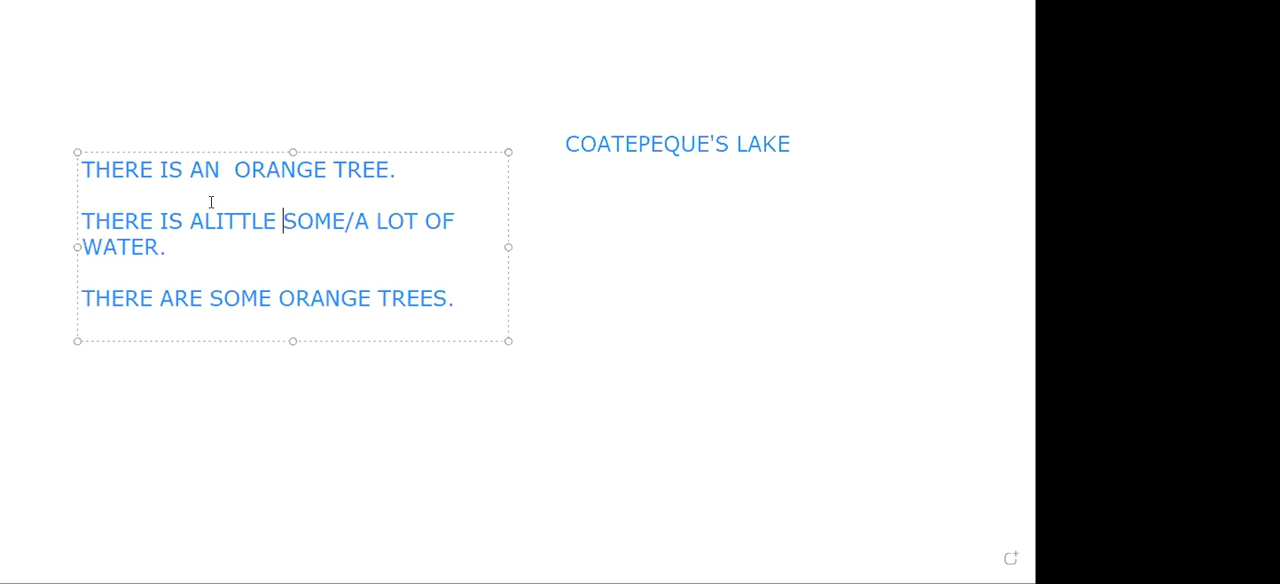 COATEPEQUE'S LAKE
THERE IS AN  ORANGE TREE.
THERE IS ALITTLE SOME/A LOT OF
WATER.
THERE ARE SOME ORANGE TREES.